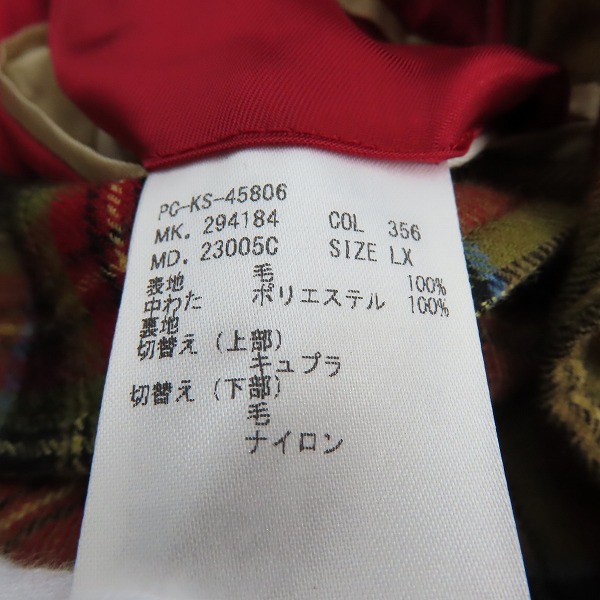 PC-KS-45806
MK. 294184 COL 356
MD. 23005C SIZE LX
表地 毛 100%
中わた ポリエステル 100%
裏地
切替え (上部)
キュプラ
切替え (下部)
毛
ナイロン